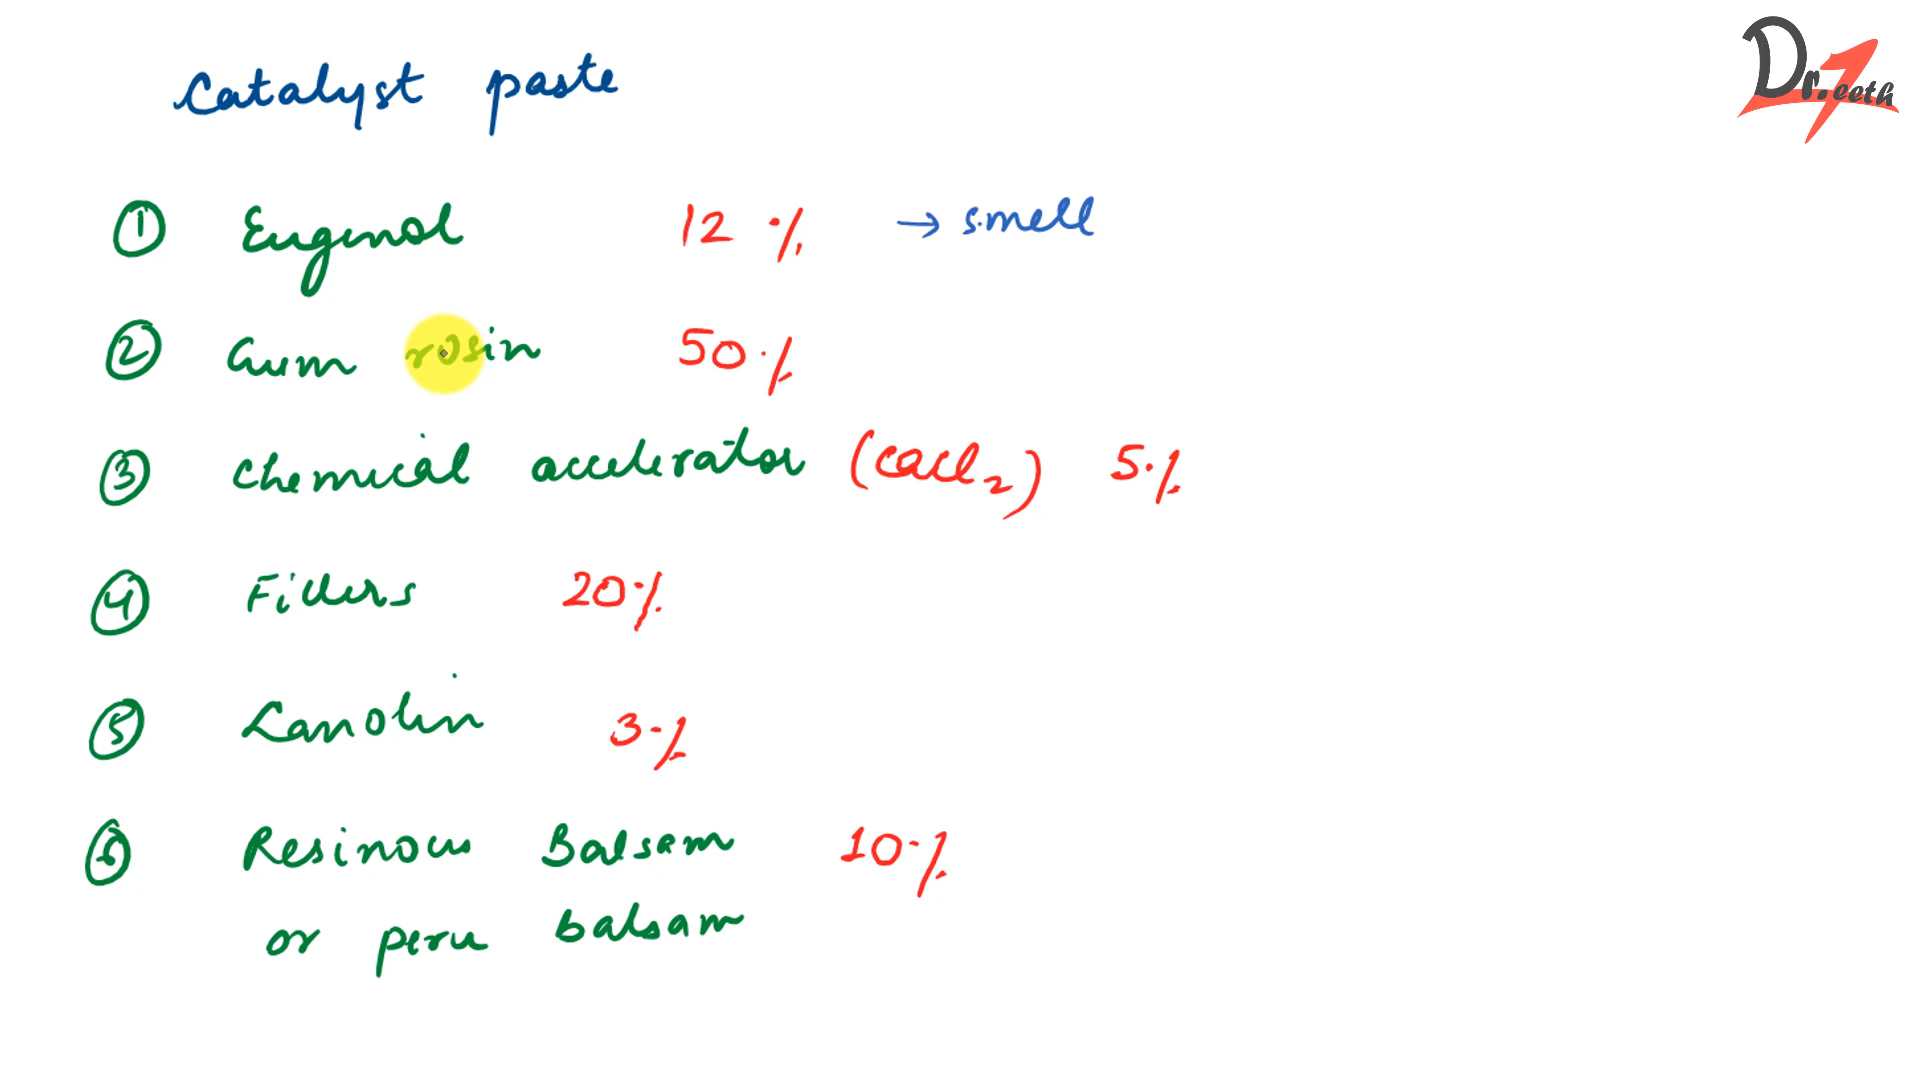 Catalyst paste
Dr.eeth
1 Eugenol 12 % → smell
2 Gum rosin 50 %
3 Chemical accelerator (CaCl₂) 5 %
4 Fillers 20 %
5 Lanolin 3 %
6 Resinous Balsam 10 %
or peru balsam